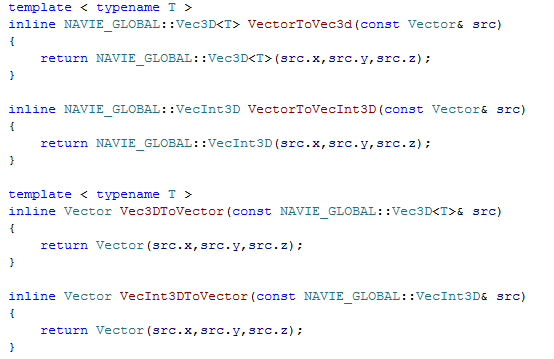 template < typename T >
inline NAVIE_GLOBAL::Vec3D<T> VectorToVec3d(const Vector& src)
{
    return NAVIE_GLOBAL::Vec3D<T>(src.x,src.y,src.z);
}

inline NAVIE_GLOBAL::VecInt3D VectorToVecInt3D(const Vector& src)
{
    return NAVIE_GLOBAL::VecInt3D(src.x,src.y,src.z);
}

template < typename T >
inline Vector Vec3DToVector(const NAVIE_GLOBAL::Vec3D<T>& src)
{
    return Vector(src.x,src.y,src.z);
}

inline Vector VecInt3DToVector(const NAVIE_GLOBAL::VecInt3D& src)
{
    return Vector(src.x,src.y,src.z);
}